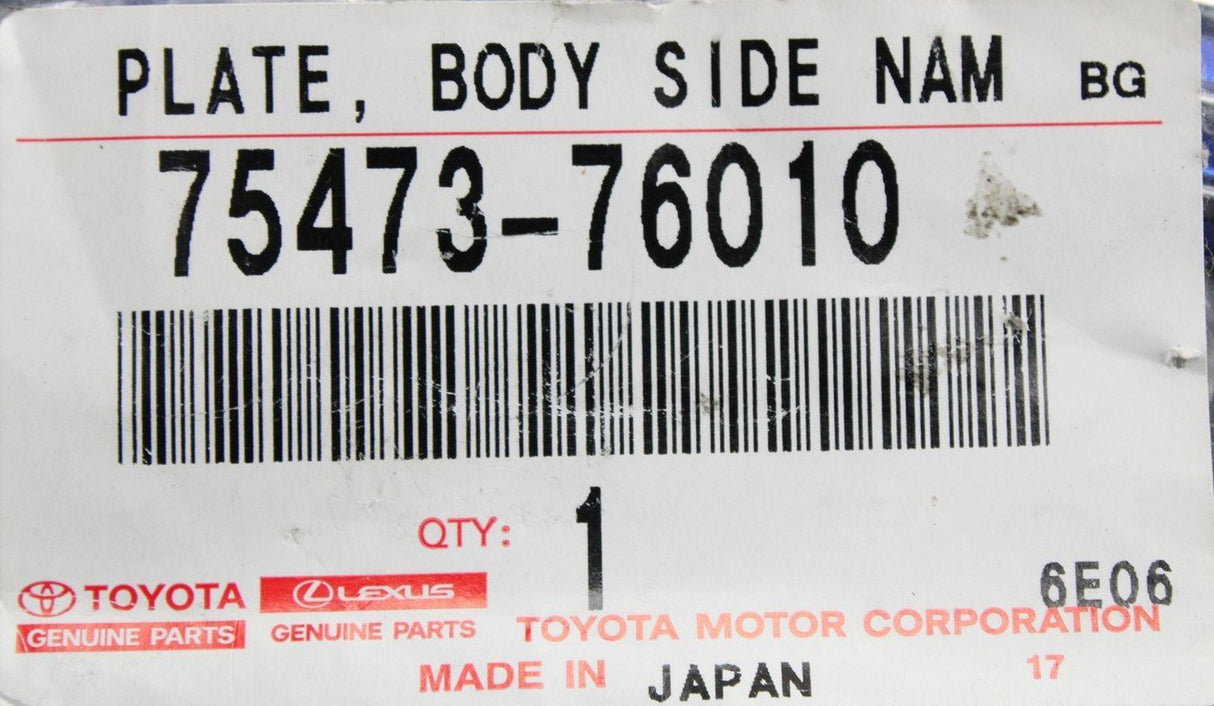 PLATE, BODY SIDE NAM BG
75473-76010
QTY: 1
6E06
TOYOTA LEXUS
GENUINE PARTS GENUINE PARTS
TOYOTA MOTOR CORPORATION
MADE IN JAPAN 17